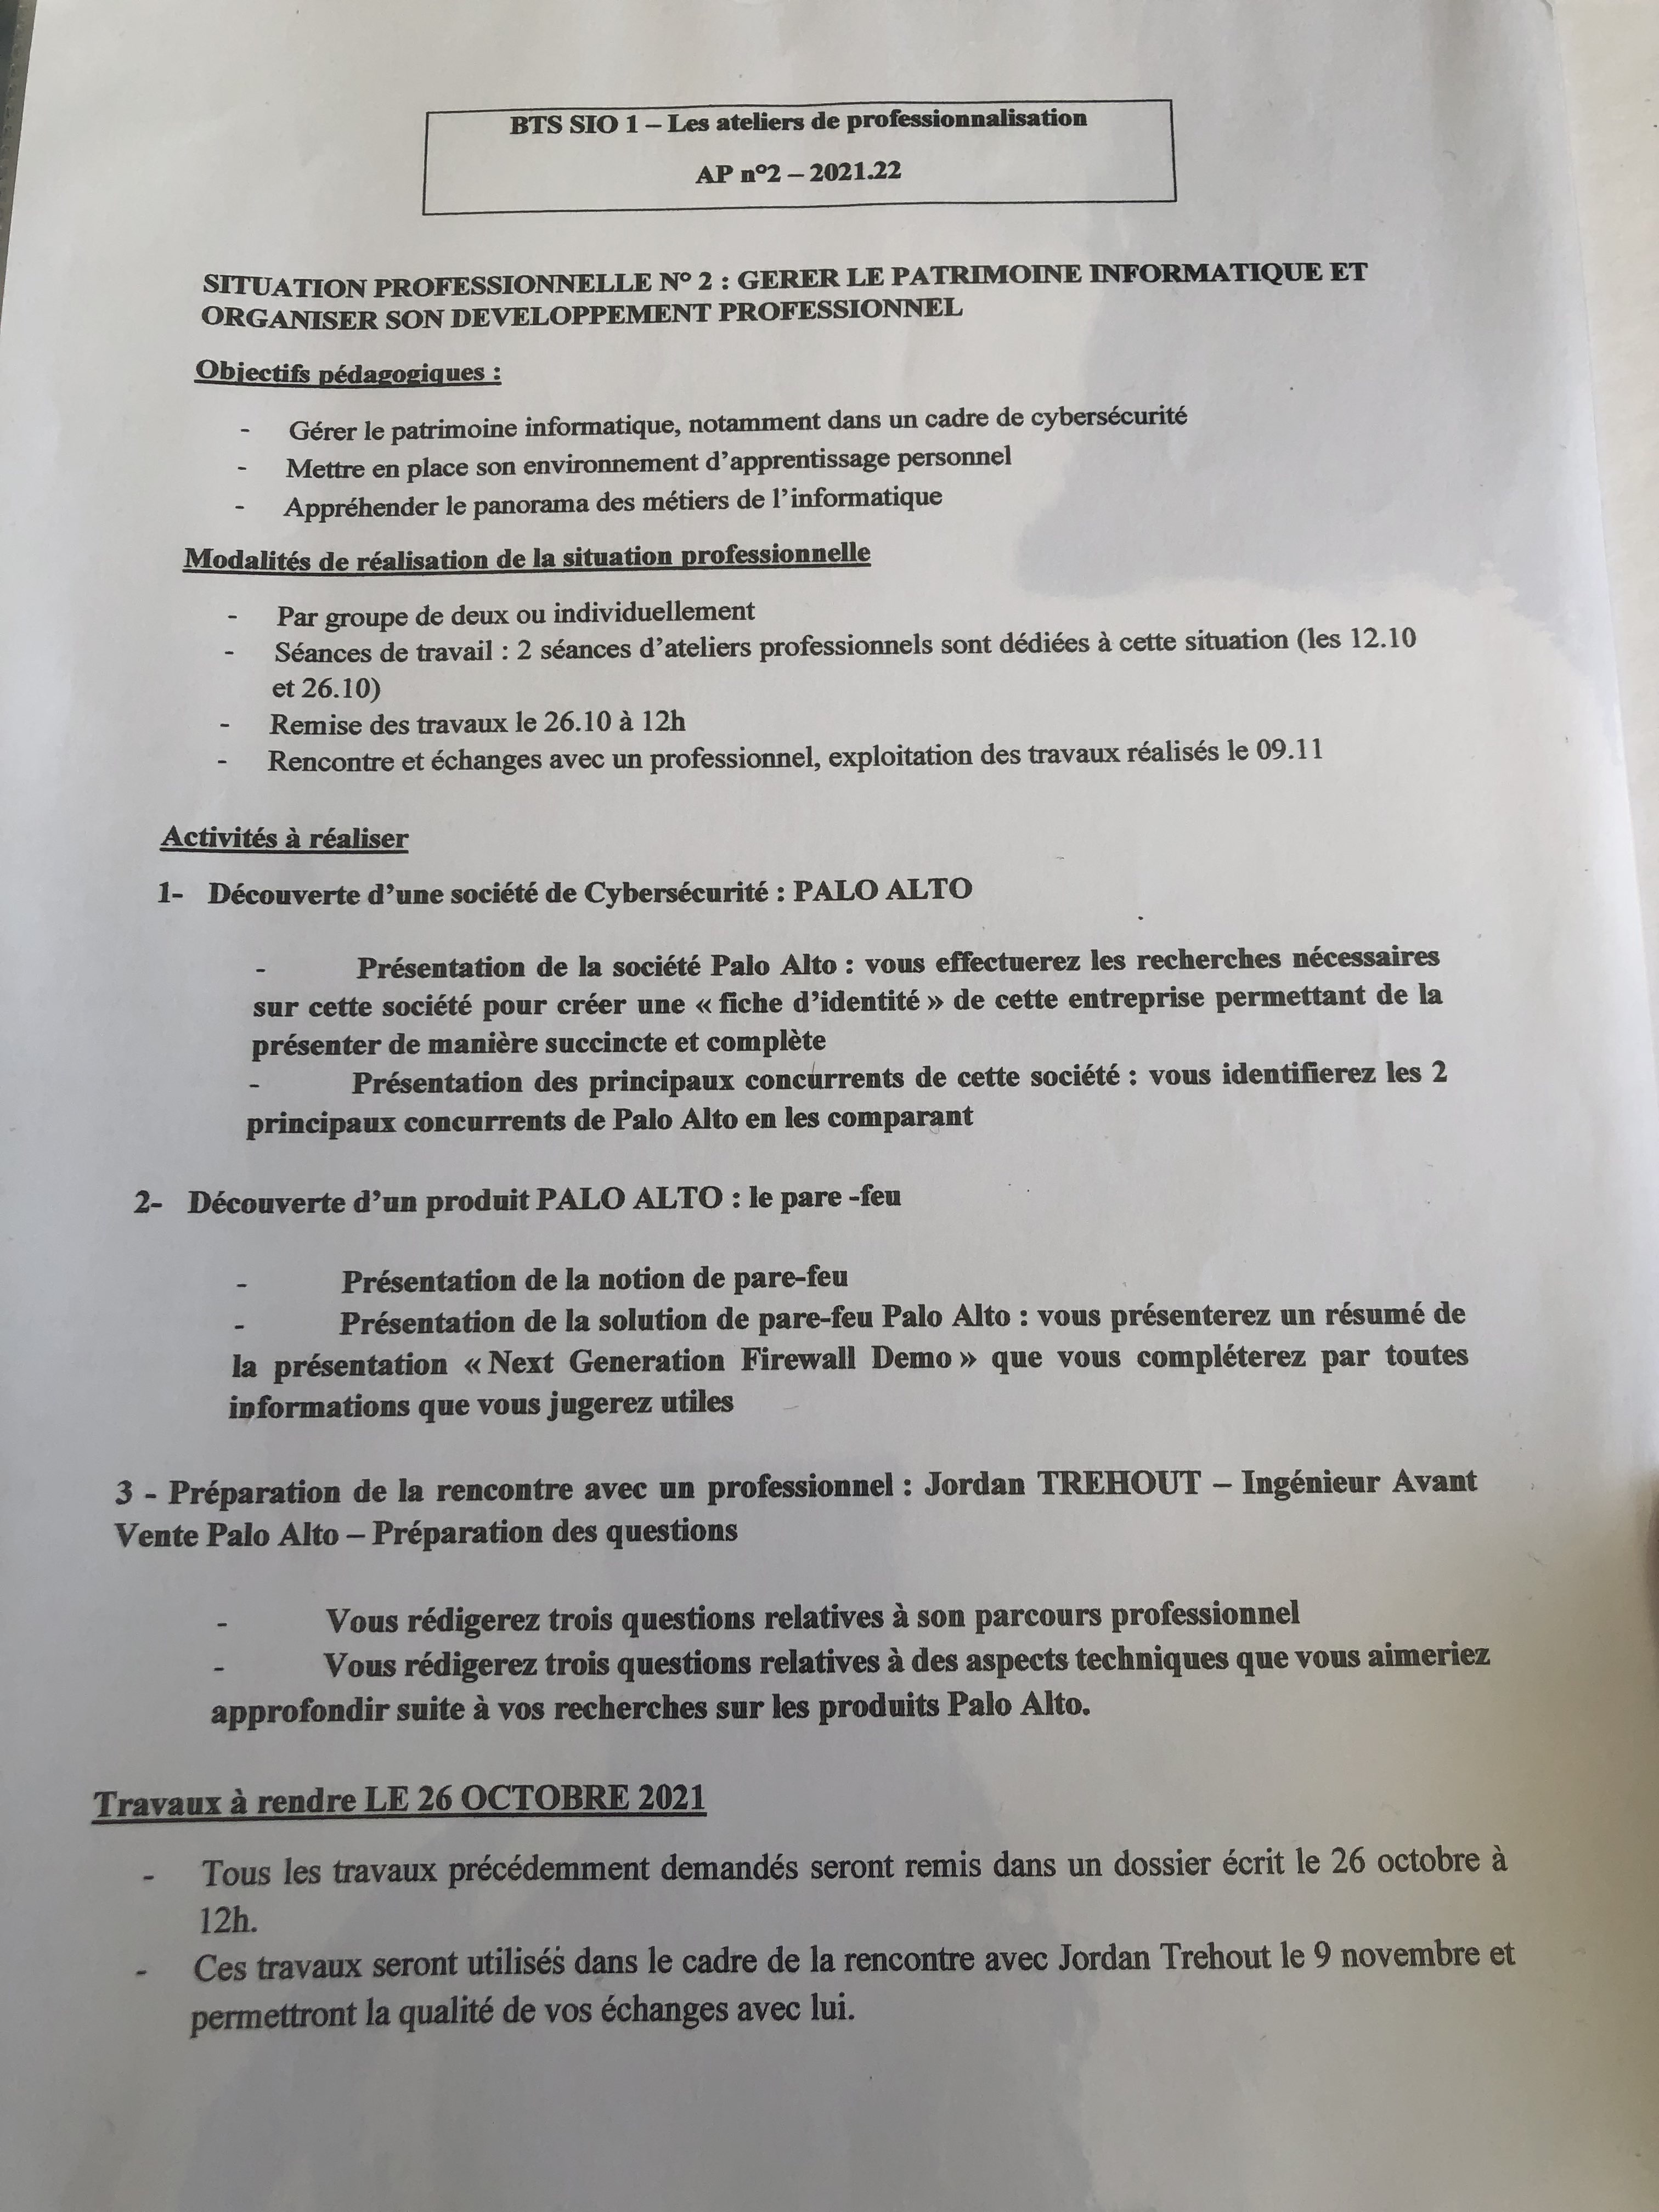 BTS SIO 1 – Les ateliers de professionnalisation
AP n°2 – 2021.22
SITUATION PROFESSIONNELLE N° 2 : GERER LE PATRIMOINE INFORMATIQUE ET
ORGANISER SON DEVELOPPEMENT PROFESSIONNEL
Objectifs pédagogiques :
- Gérer le patrimoine informatique, notamment dans un cadre de cybersécurité
- Mettre en place son environnement d'apprentissage personnel
- Appréhender le panorama des métiers de l'informatique
Modalités de réalisation de la situation professionnelle
- Par groupe de deux ou individuellement
- Séances de travail : 2 séances d'ateliers professionnels sont dédiées à cette situation (les 12.10
et 26.10)
- Remise des travaux le 26.10 à 12h
- Rencontre et échanges avec un professionnel, exploitation des travaux réalisés le 09.11
Activités à réaliser
1- Découverte d'une société de Cybersécurité : PALO ALTO
- Présentation de la société Palo Alto : vous effectuerez les recherches nécessaires
sur cette société pour créer une « fiche d'identité » de cette entreprise permettant de la
présenter de manière succincte et complète
- Présentation des principaux concurrents de cette société : vous identifierez les 2
principaux concurrents de Palo Alto en les comparant
2- Découverte d'un produit PALO ALTO : le pare -feu
- Présentation de la notion de pare-feu
- Présentation de la solution de pare-feu Palo Alto : vous présenterez un résumé de
la présentation « Next Generation Firewall Demo » que vous compléterez par toutes
informations que vous jugerez utiles
3 - Préparation de la rencontre avec un professionnel : Jordan TREHOUT – Ingénieur Avant
Vente Palo Alto – Préparation des questions
- Vous rédigerez trois questions relatives à son parcours professionnel
- Vous rédigerez trois questions relatives à des aspects techniques que vous aimeriez
approfondir suite à vos recherches sur les produits Palo Alto.
Travaux à rendre LE 26 OCTOBRE 2021
- Tous les travaux précédemment demandés seront remis dans un dossier écrit le 26 octobre à
12h.
- Ces travaux seront utilisés dans le cadre de la rencontre avec Jordan Trehout le 9 novembre et
permettront la qualité de vos échanges avec lui.